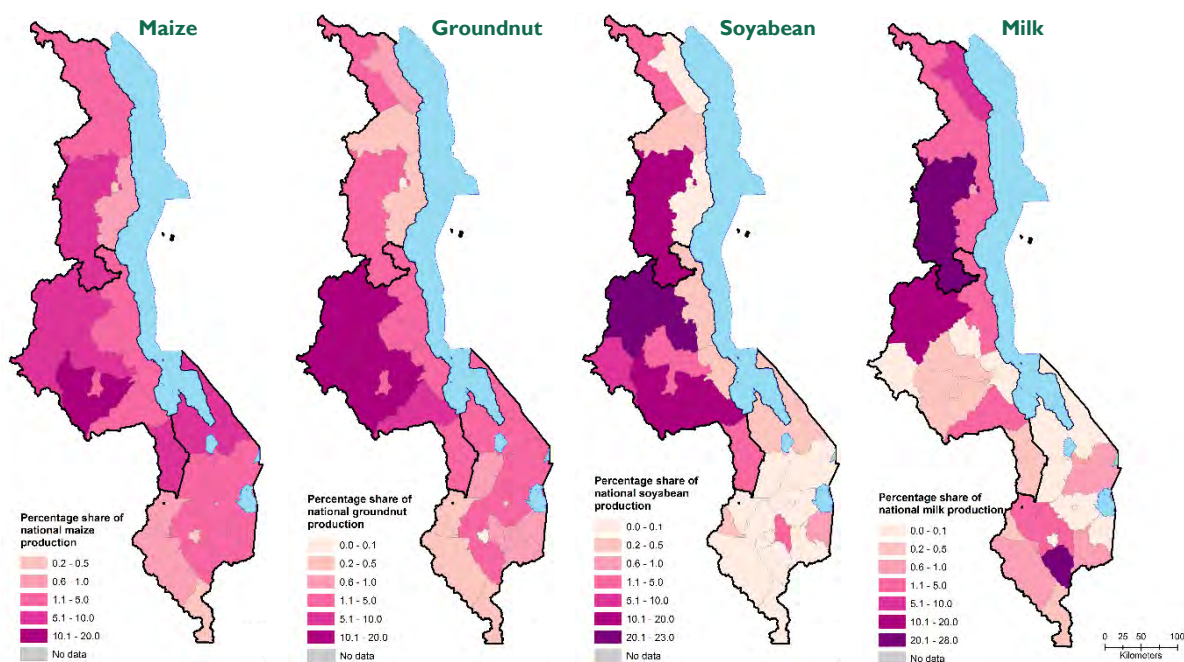 Maize
Groundnut
Soyabean
Milk
Percentage share of
national maize
production
0.2 - 0.5
0.6 - 1.0
1.1 - 5.0
5.1 - 10.0
10.1 - 20.0
No data
Percentage share of
national groundnut
production
0.0 - 0.1
0.2 - 0.5
0.6 - 1.0
1.1 - 5.0
5.1 - 10.0
10.1 - 20.0
No data
Percentage share of
national soyabean
production
0.0 - 0.1
0.2 - 0.5
0.6 - 1.0
1.1 - 5.0
5.1 - 10.0
10.1 - 20.0
20.1 - 23.0
No data
Percentage share of
national milk production
0.0 - 0.1
0.2 - 0.5
0.6 - 1.0
1.1 - 5.0
5.1 - 10.0
10.1 - 20.0
20.1 - 28.0
No data
0 25 50 100
Kilometers